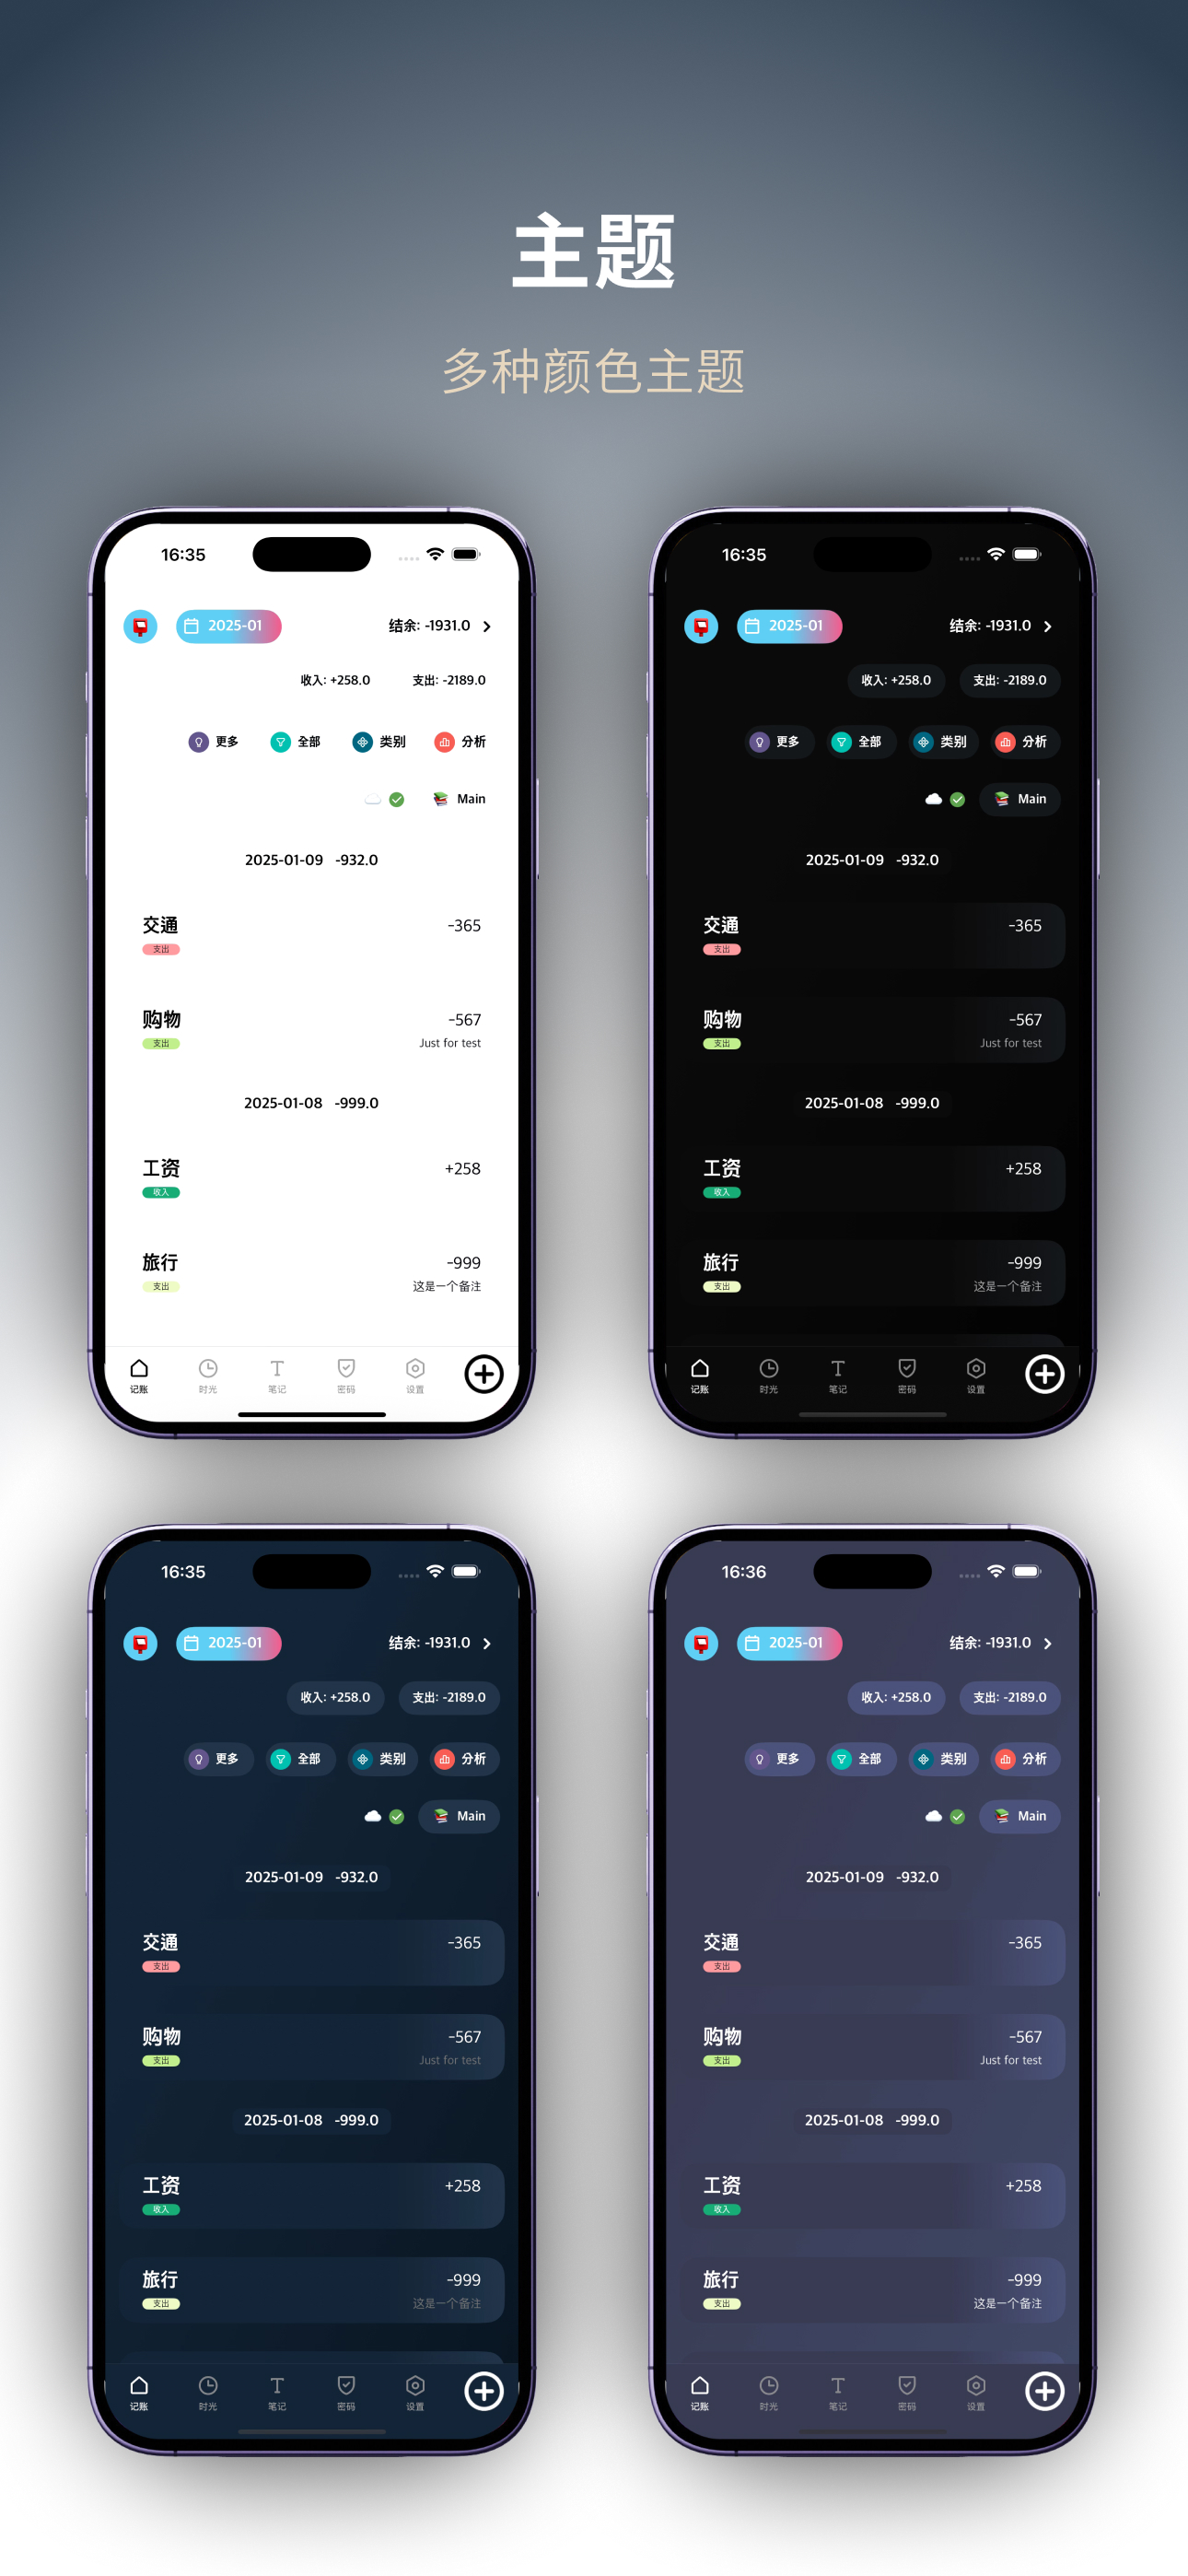 主题
多种颜色主题
16:35
2025-01
结余: -1931.0
收入: +258.0 支出: -2189.0
更多 全部 类别 分析
Main
2025-01-09 -932.0
交通 -365
支出
购物 -567
支出 Just for test
2025-01-08 -999.0
工资 +258
收入
旅行 -999
支出 这是一个备注
记账 时光 笔记 密码 设置
16:35
2025-01
结余: -1931.0
收入: +258.0 支出: -2189.0
更多 全部 类别 分析
Main
2025-01-09 -932.0
交通 -365
支出
购物 -567
支出 Just for test
2025-01-08 -999.0
工资 +258
收入
旅行 -999
支出 这是一个备注
记账 时光 笔记 密码 设置
16:35
2025-01
结余: -1931.0
收入: +258.0 支出: -2189.0
更多 全部 类别 分析
Main
2025-01-09 -932.0
交通 -365
支出
购物 -567
支出 Just for test
2025-01-08 -999.0
工资 +258
收入
旅行 -999
支出 这是一个备注
记账 时光 笔记 密码 设置
16:36
2025-01
结余: -1931.0
收入: +258.0 支出: -2189.0
更多 全部 类别 分析
Main
2025-01-09 -932.0
交通 -365
支出
购物 -567
支出 Just for test
2025-01-08 -999.0
工资 +258
收入
旅行 -999
支出 这是一个备注
记账 时光 笔记 密码 设置